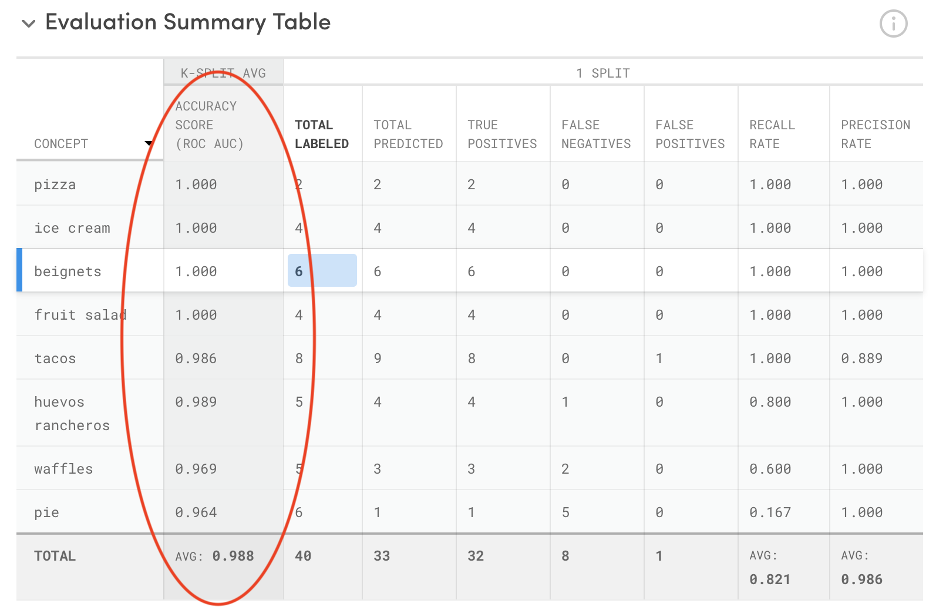 Evaluation Summary Table
K-SPLIT AVG 1 SPLIT
CONCEPT ACCURACY SCORE (ROC AUC) TOTAL LABELED TOTAL PREDICTED TRUE POSITIVES FALSE NEGATIVES FALSE POSITIVES RECALL RATE PRECISION RATE
pizza 1.000 2 2 2 0 0 1.000 1.000
ice cream 1.000 4 4 4 0 0 1.000 1.000
beignets 1.000 6 6 6 0 0 1.000 1.000
fruit salad 1.000 4 4 4 0 0 1.000 1.000
tacos 0.986 8 9 8 0 1 1.000 0.889
huevos rancheros 0.989 5 4 4 1 0 0.800 1.000
waffles 0.969 5 3 3 2 0 0.600 1.000
pie 0.964 6 1 1 5 0 0.167 1.000
TOTAL AVG: 0.988 40 33 32 8 1 AVG: 0.821 AVG: 0.986